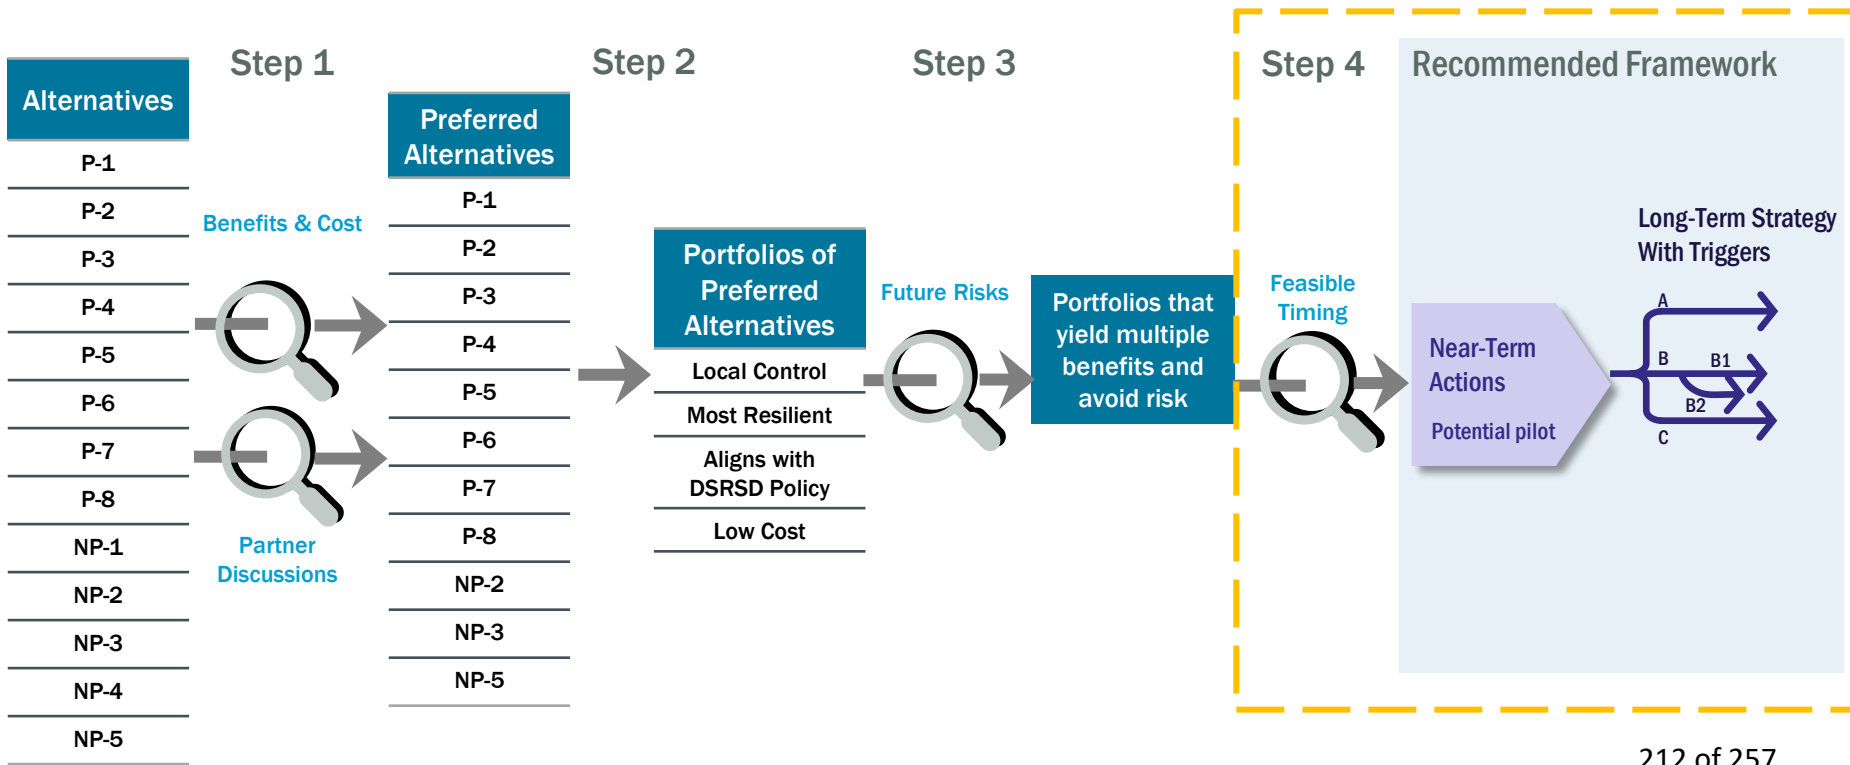 Step 1
Step 2
Step 3
Step 4
Recommended Framework
Alternatives
P-1
P-2
P-3
P-4
P-5
P-6
P-7
P-8
NP-1
NP-2
NP-3
NP-4
NP-5
Benefits & Cost
Partner
Discussions
Preferred
Alternatives
P-1
P-2
P-3
P-4
P-5
P-6
P-7
P-8
NP-2
NP-3
NP-5
Portfolios of
Preferred
Alternatives
Local Control
Most Resilient
Aligns with
DSRSD Policy
Low Cost
Future Risks
Portfolios that
yield multiple
benefits and
avoid risk
Feasible
Timing
Near-Term
Actions
Potential pilot
Long-Term Strategy
With Triggers
A
B
B1
B2
C
212 of 257